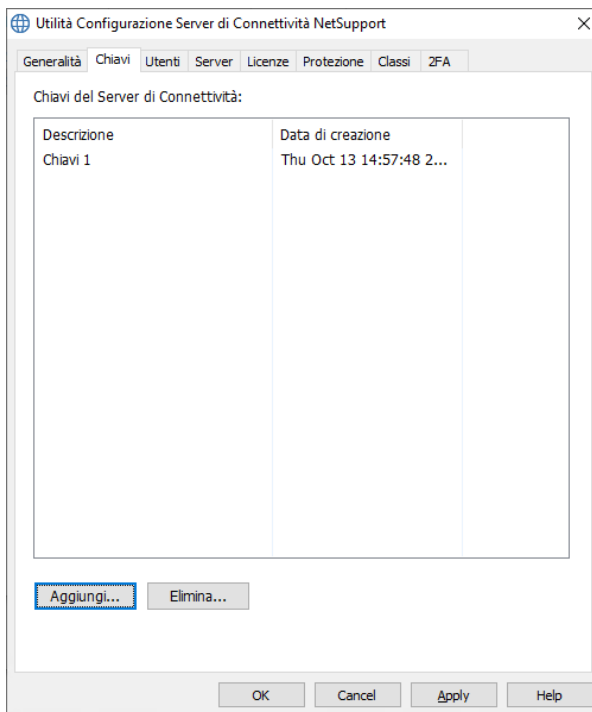 Utilità Configurazione Server di Connettività NetSupport
Generalità Chiavi Utenti Server Licenze Protezione Classi 2FA
Chiavi del Server di Connettività:
Descrizione Data di creazione
Chiavi 1 Thu Oct 13 14:57:48 2...
Aggiungi... Elimina...
OK Cancel Apply Help